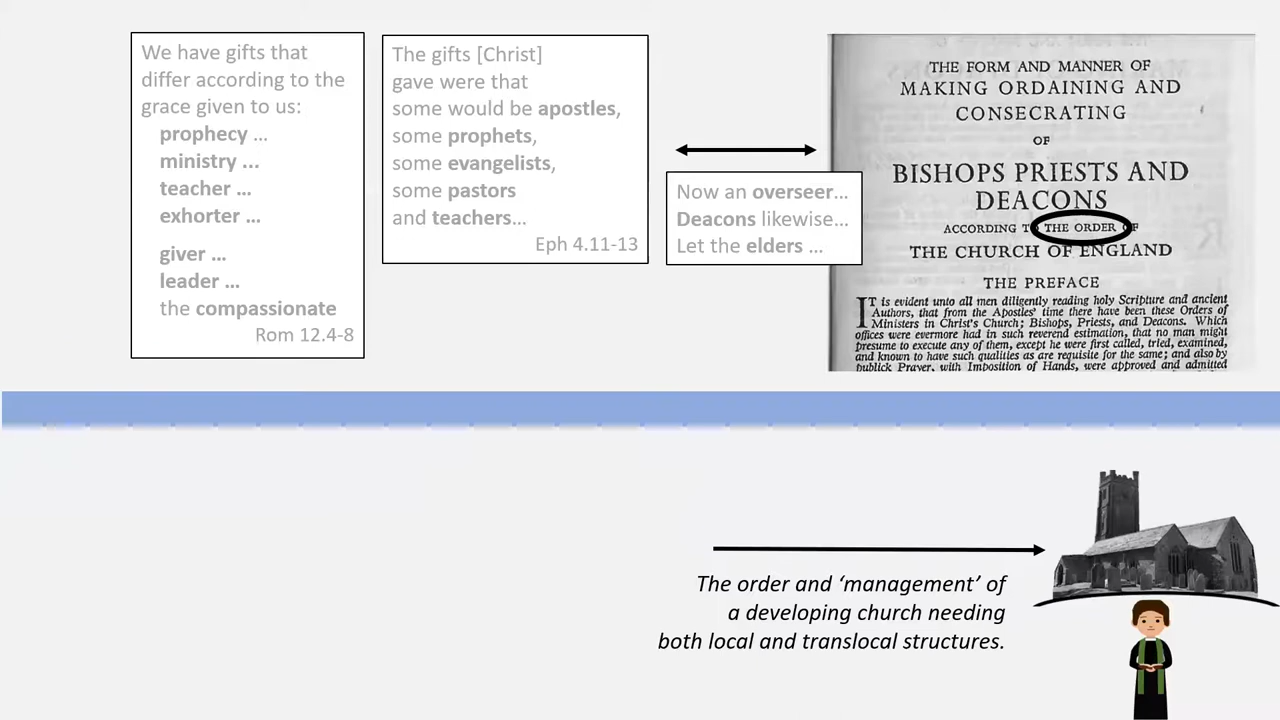 We have gifts that
differ according to the
grace given to us:
prophecy ...
ministry ...
teacher ...
exhorter ...
giver ...
leader ...
the compassionate
Rom 12.4-8
The gifts [Christ]
gave were that
some would be apostles,
some prophets,
some evangelists,
some pastors
and teachers...
Eph 4.11-13
Now an overseer...
Deacons likewise...
Let the elders ...
THE FORM AND MANNER OF
MAKING ORDAINING AND
CONSECRATING
OF
BISHOPS PRIESTS AND
DEACONS
ACCORDING TO THE ORDER OF
THE CHURCH OF ENGLAND
THE PREFACE
IT is evident unto all men diligently reading holy Scripture and ancient
Authors, that from the Apostles' time there have been these Orders of
Ministers in Christ's Church; Bishops, Priests, and Deacons. Which
offices were evermore had in such reverend estimation, that no man might
presume to execute any of them, except he were first called, tried, examined,
and known to have such qualities as are requisite for the same; and also by
publick Prayer, with Imposition of Hands, were approved and admitted
The order and ‘management’ of
a developing church needing
both local and translocal structures.